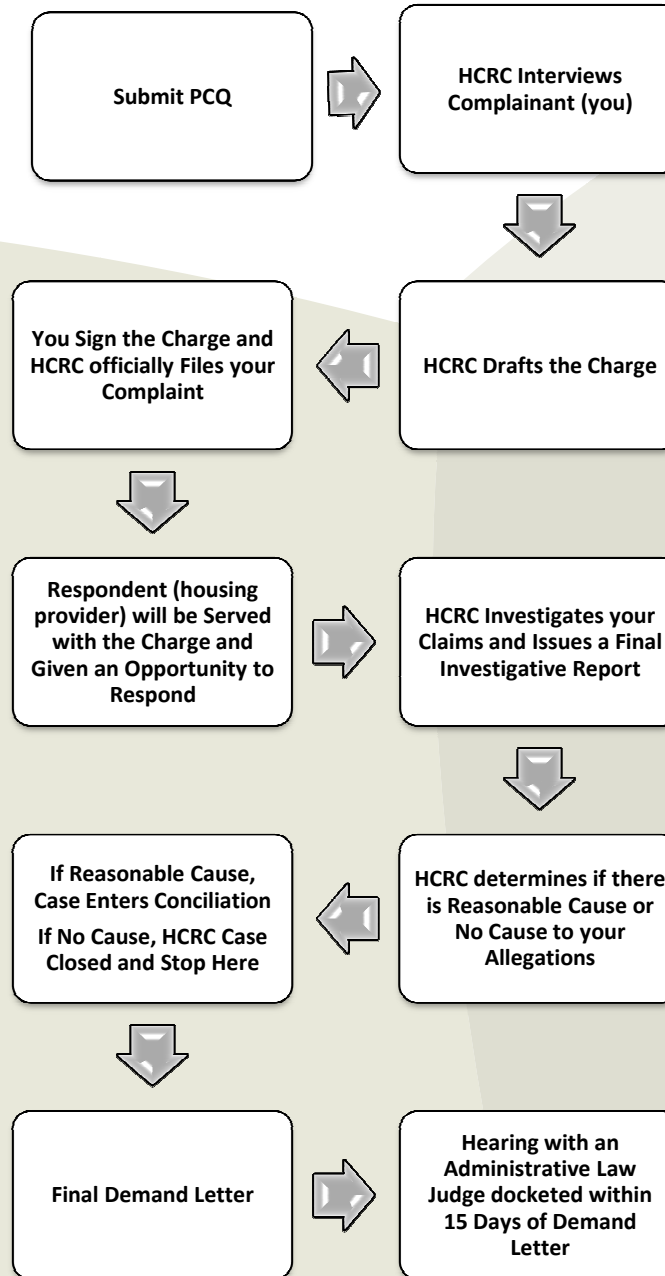 Submit PCQ
HCRC Interviews
Complainant (you)
HCRC Drafts the Charge
You Sign the Charge and
HCRC officially Files your
Complaint
Respondent (housing
provider) will be Served
with the Charge and
Given an Opportunity to
Respond
HCRC Investigates your
Claims and Issues a Final
Investigative Report
HCRC determines if there
is Reasonable Cause or
No Cause to your
Allegations
If Reasonable Cause,
Case Enters Conciliation
If No Cause, HCRC Case
Closed and Stop Here
Final Demand Letter
Hearing with an
Administrative Law
Judge docketed within
15 Days of Demand
Letter